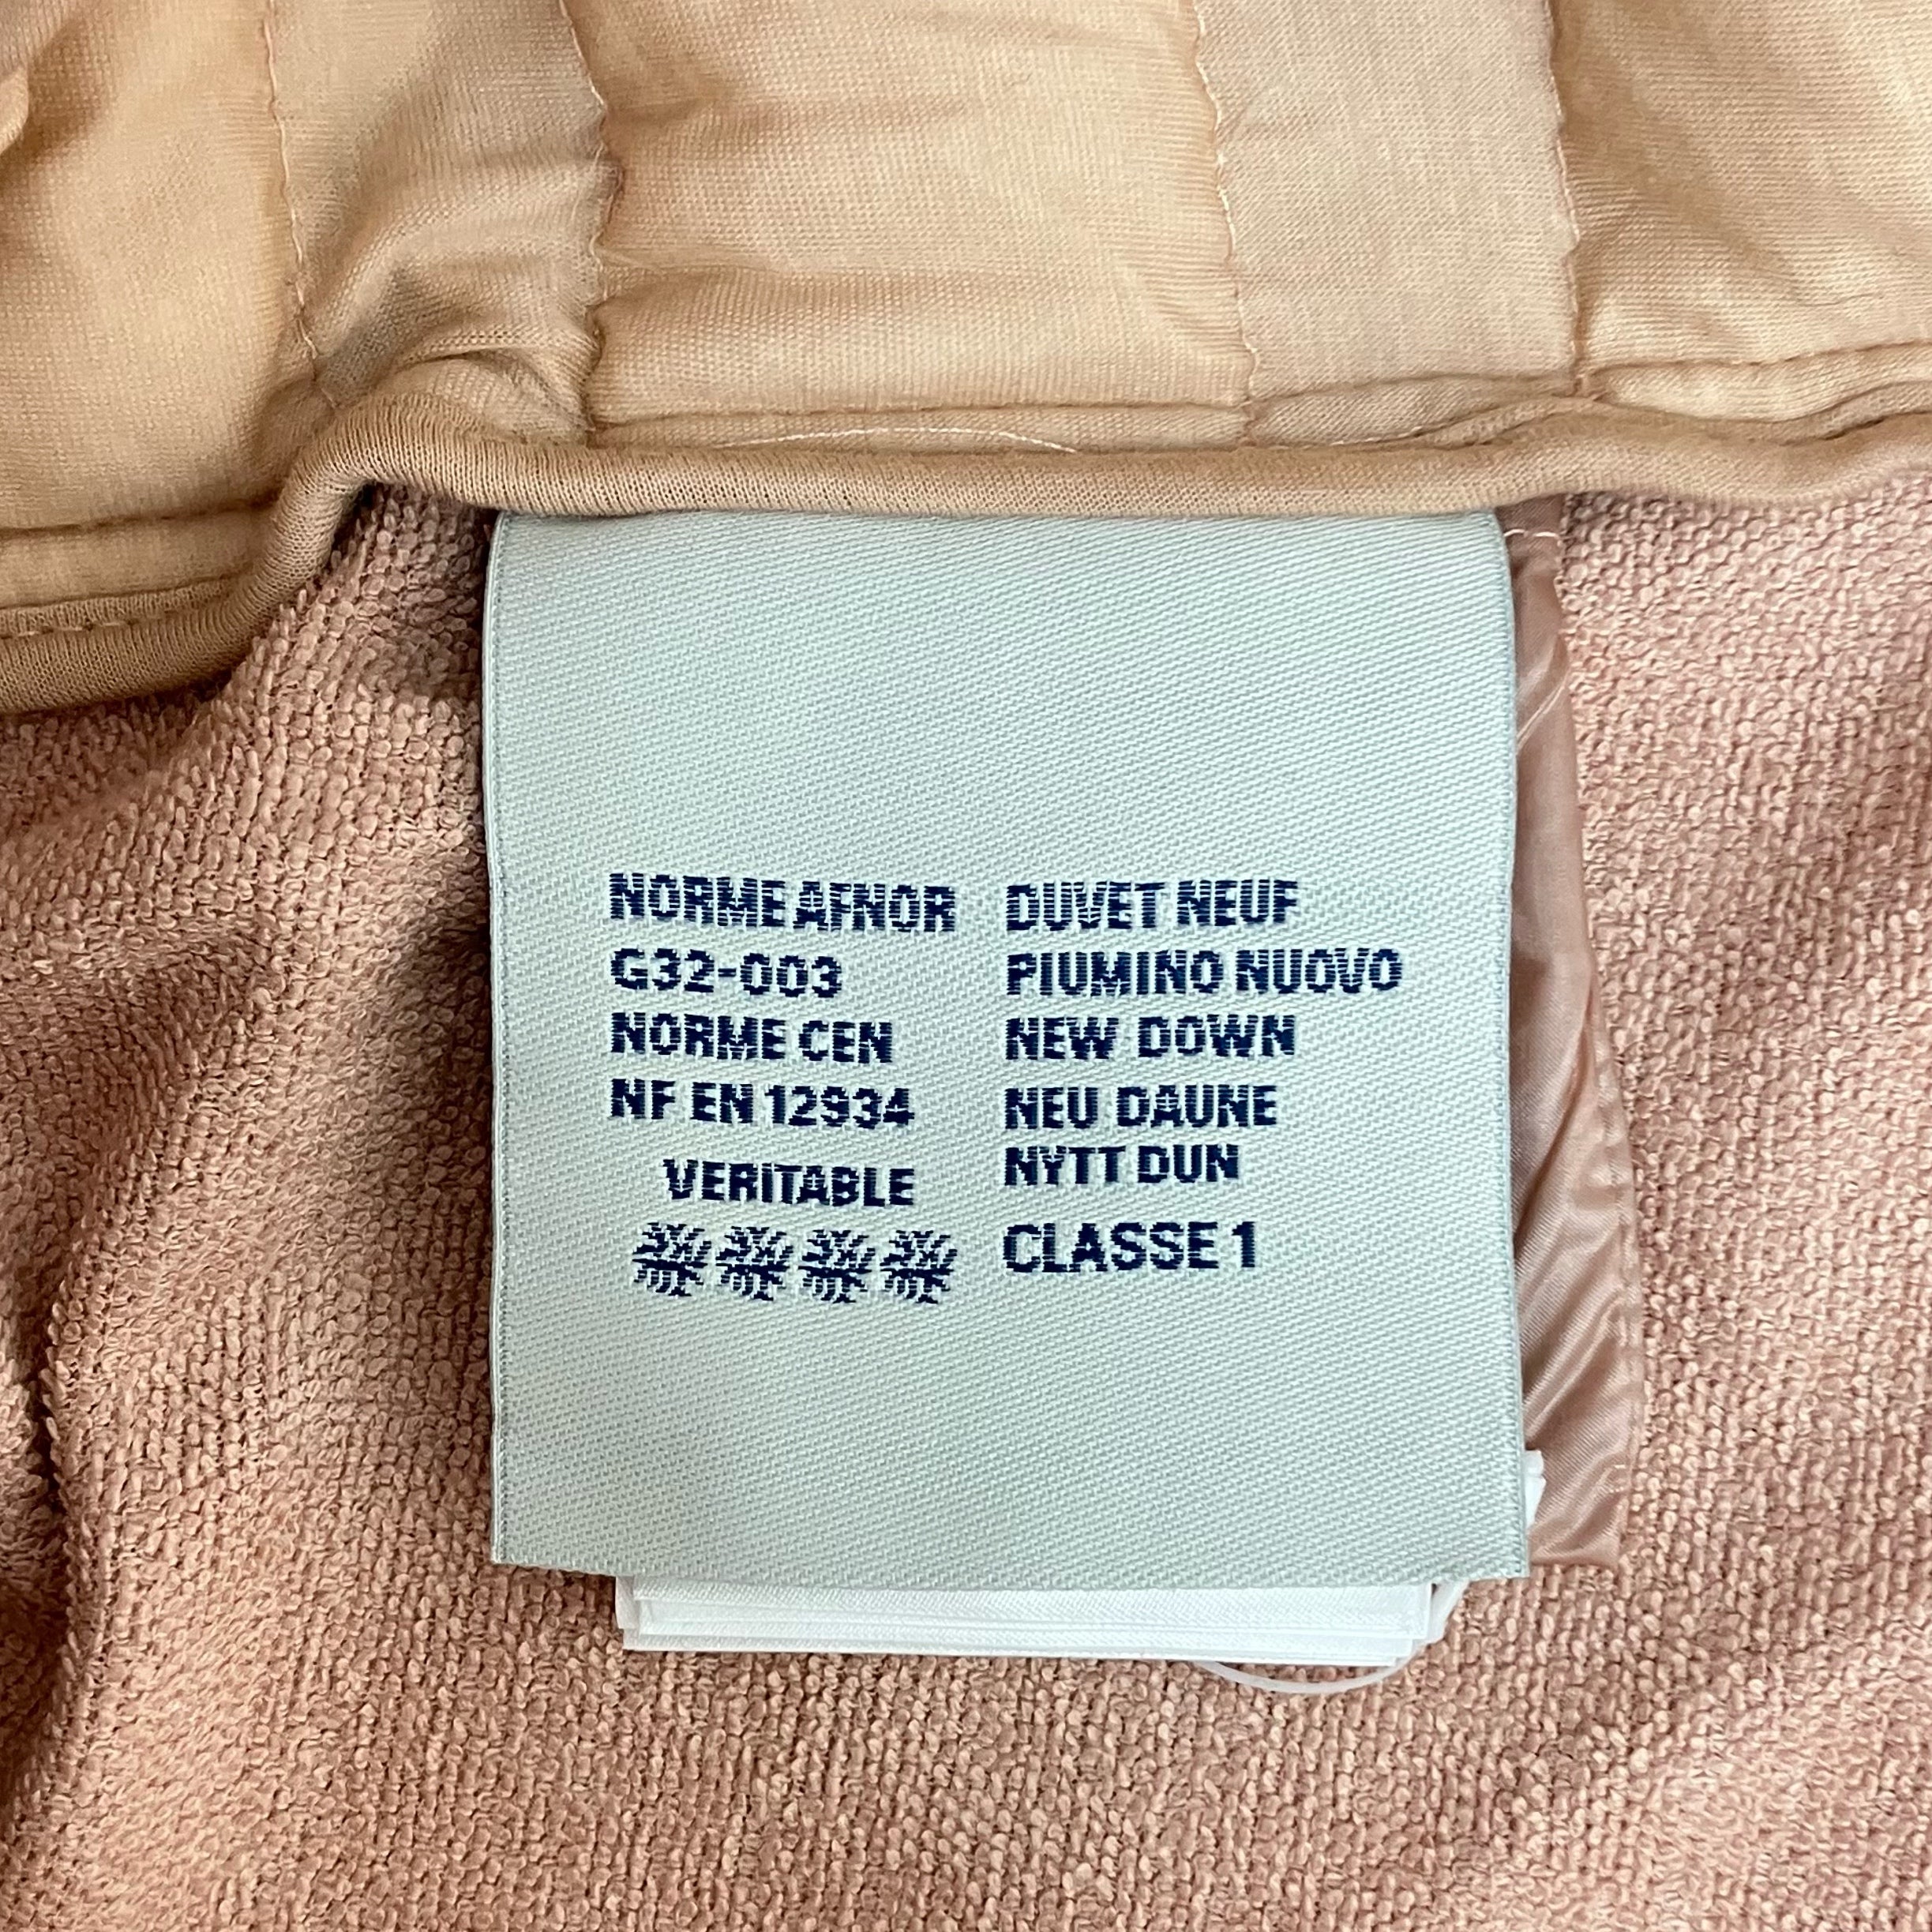 NORME AFNOR
G32-003
NORME CEN
NF EN 12934
VERITABLE
DUVET NEUF
PIUMINO NUOVO
NEW DOWN
NEU DAUNE
NYTT DUN
CLASSE 1